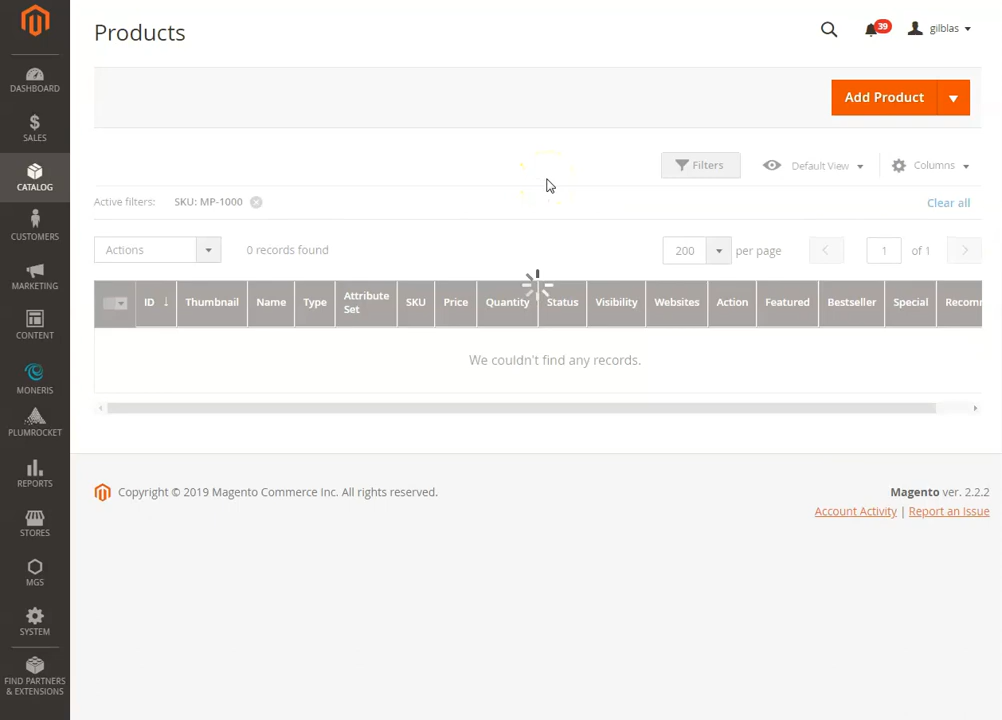 Products
39
gilblas
DASHBOARD
SALES
CATALOG
CUSTOMERS
MARKETING
CONTENT
MONERIS
PLUMROCKET
REPORTS
STORES
MGS
SYSTEM
FIND PARTNERS
& EXTENSIONS
Add Product
Filters
Default View
Columns
Active filters: SKU: MP-1000
Clear all
Actions
0 records found
200 per page
1 of 1
ID ↓ Thumbnail Name Type Attribute Set SKU Price Quantity Status Visibility Websites Action Featured Bestseller Special Recomm
We couldn't find any records.
Copyright © 2019 Magento Commerce Inc. All rights reserved.
Magento ver. 2.2.2
Account Activity | Report an Issue